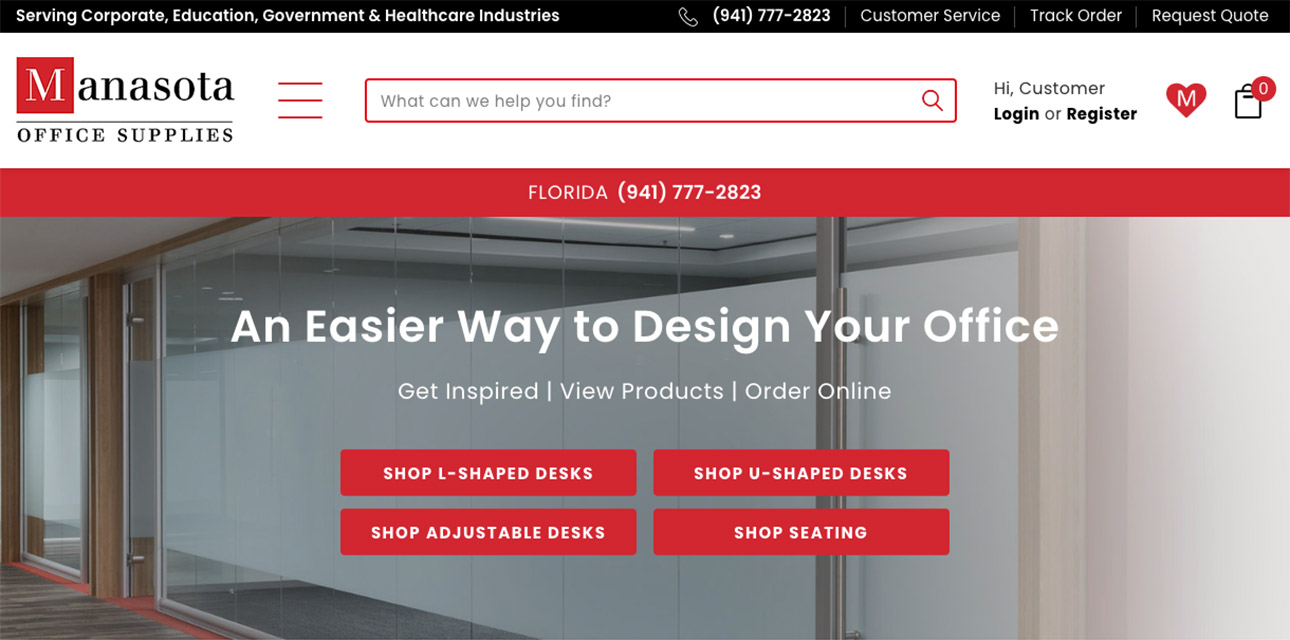 Serving Corporate, Education, Government & Healthcare Industries
(941) 777-2823
Customer Service
Track Order
Request Quote
Manasota
OFFICE SUPPLIES
What can we help you find?
Hi, Customer
Login or Register
M
0
FLORIDA (941) 777-2823
An Easier Way to Design Your Office
Get Inspired | View Products | Order Online
SHOP L-SHAPED DESKS
SHOP U-SHAPED DESKS
SHOP ADJUSTABLE DESKS
SHOP SEATING